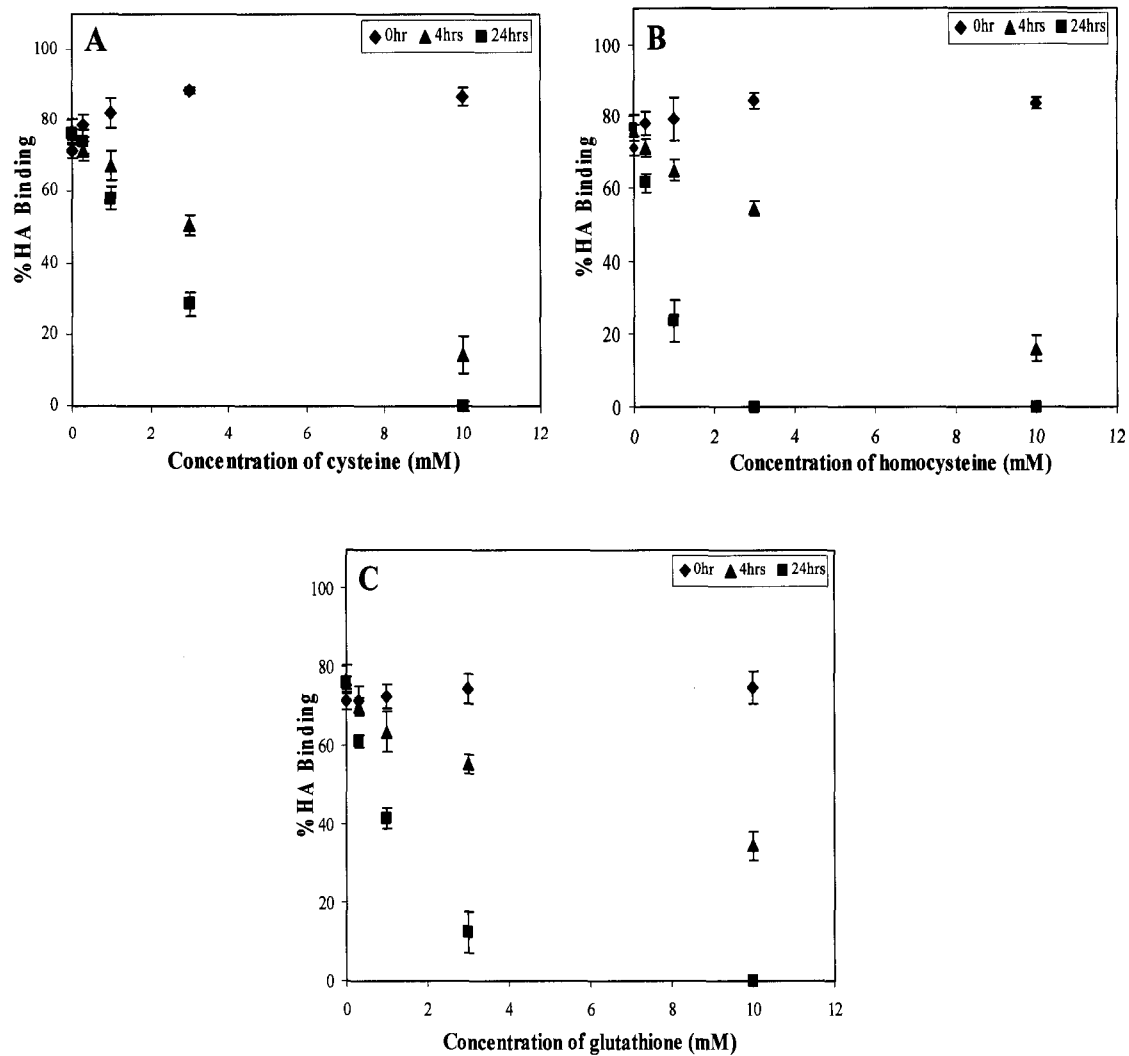 A
0hr 4hrs 24hrs
100
80
60
40
20
0
%HA Binding
0 2 4 6 8 10 12
Concentration of cysteine (mM)
B
0hr 4hrs 24hrs
100
80
60
40
20
0
%HA Binding
0 2 4 6 8 10 12
Concentration of homocysteine (mM)
C
0hr 4hrs 24hrs
100
80
60
40
20
0
%HA Binding
0 2 4 6 8 10 12
Concentration of glutathione (mM)